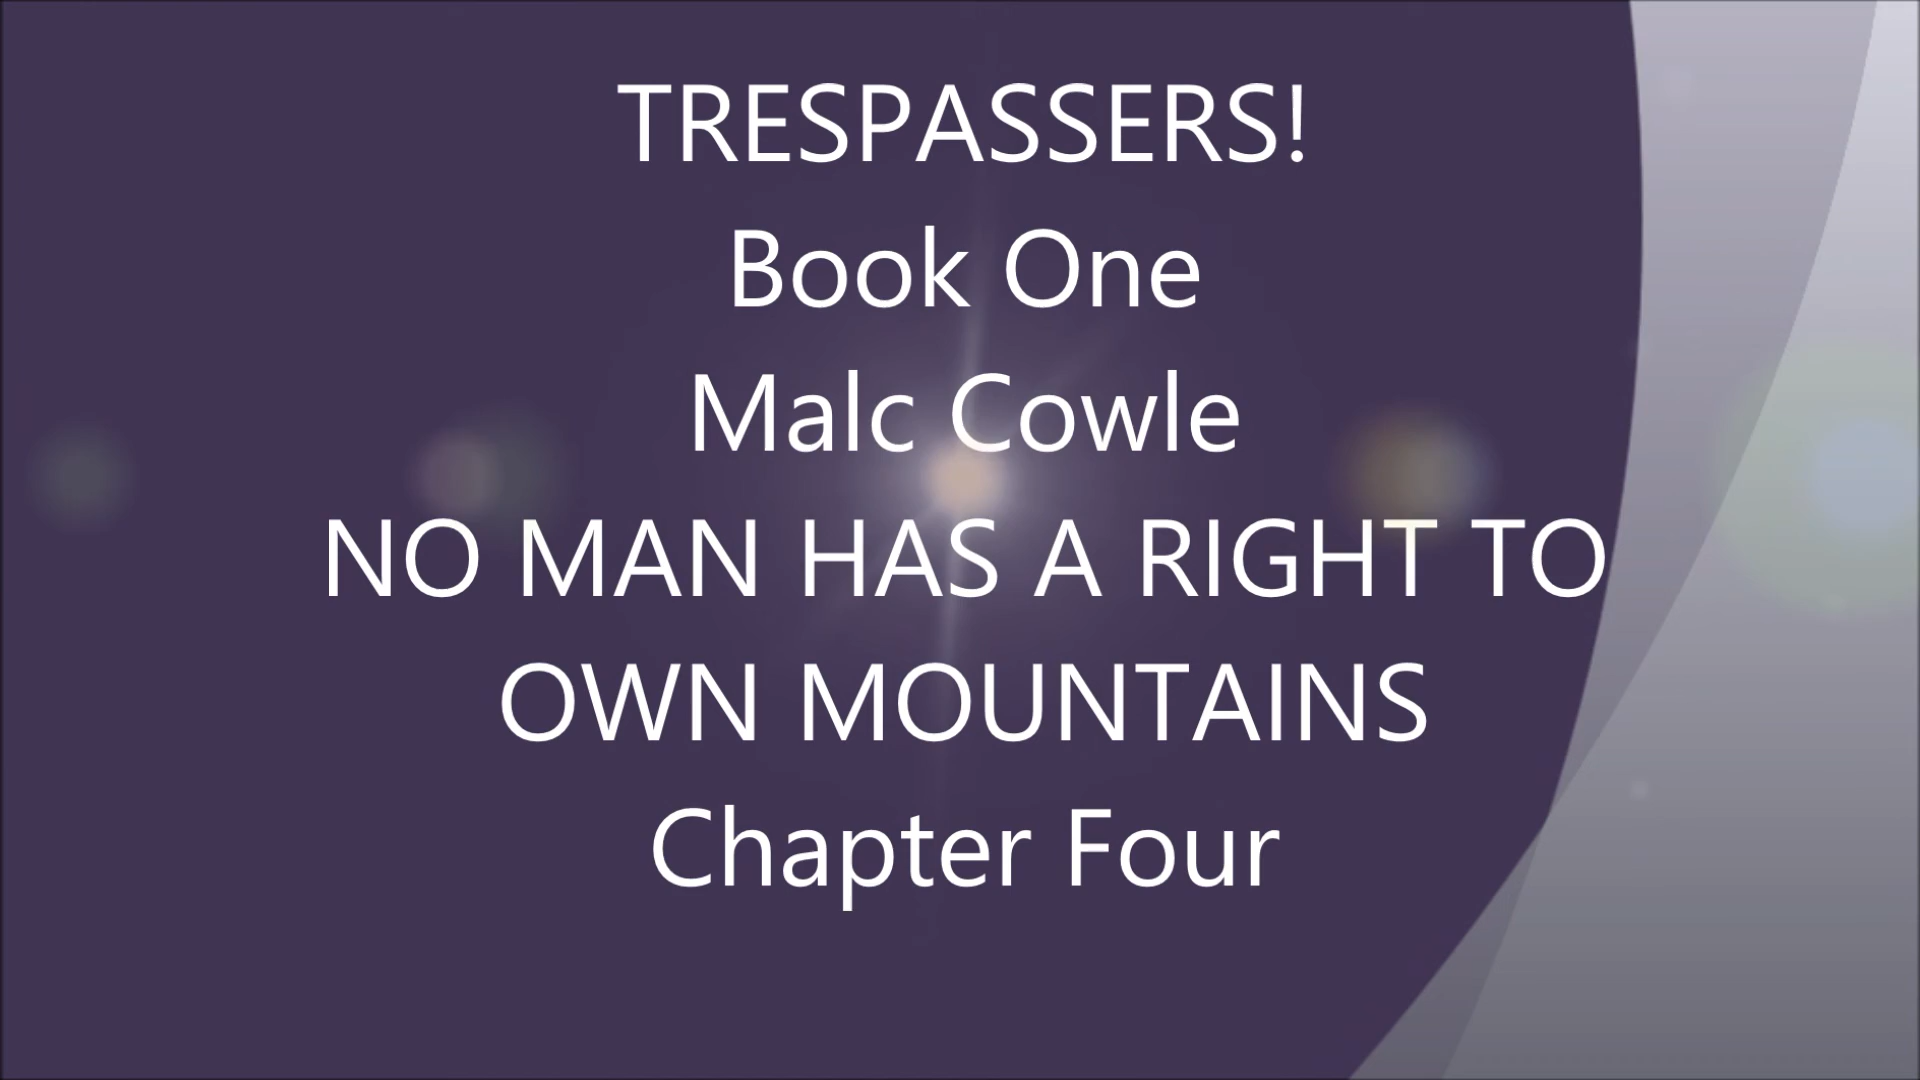 TRESPASSERS!
Book One
Malc Cowle
NO MAN HAS A RIGHT TO
OWN MOUNTAINS
Chapter Four